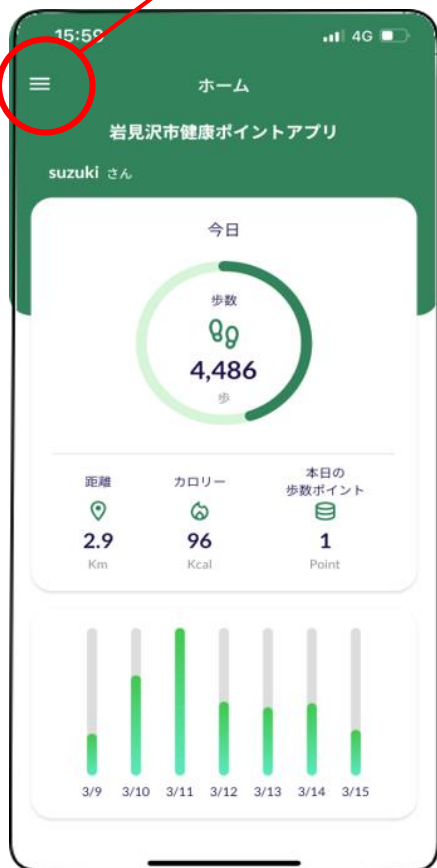 15:59
4G
ホーム
岩見沢市健康ポイントアプリ
suzuki さん
今日
歩数
4,486
歩
距離 カロリー 本日の
歩数ポイント
2.9 96 1
Km Kcal Point
3/9 3/10 3/11 3/12 3/13 3/14 3/15